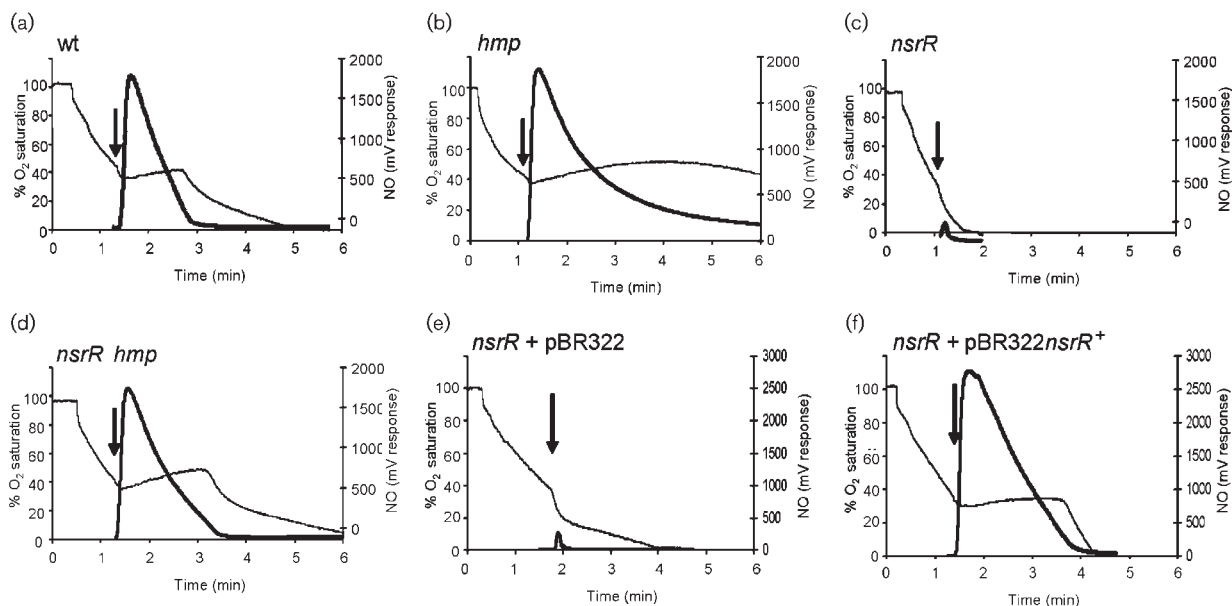 (a)
wt
% O2 saturation
100
80
60
40
20
0
0 1 2 3 4 5 6
Time (min)
2000
1500
1000
500
0
NO (mV response)
(b)
hmp
% O2 saturation
100
80
60
40
20
0
0 1 2 3 4 5 6
Time (min)
2000
1500
1000
500
0
NO (mV response)
(c)
nsrR
% O2 saturation
100
80
60
40
20
0
0 1 2 3 4 5 6
Time (min)
2000
1500
1000
500
0
NO (mV response)
(d)
nsrR hmp
% O2 saturation
100
80
60
40
20
0
0 1 2 3 4 5 6
Time (min)
2000
1500
1000
500
0
NO (mV response)
(e)
nsrR + pBR322
% O2 saturation
100
80
60
40
20
0
0 1 2 3 4 5 6
Time (min)
3000
2500
2000
1500
1000
500
0
NO (mV response)
(f)
nsrR + pBR322nsrR+
% O2 saturation
100
80
60
40
20
0
0 1 2 3 4 5 6
Time (min)
3000
2500
2000
1500
1000
500
0
NO (mV response)